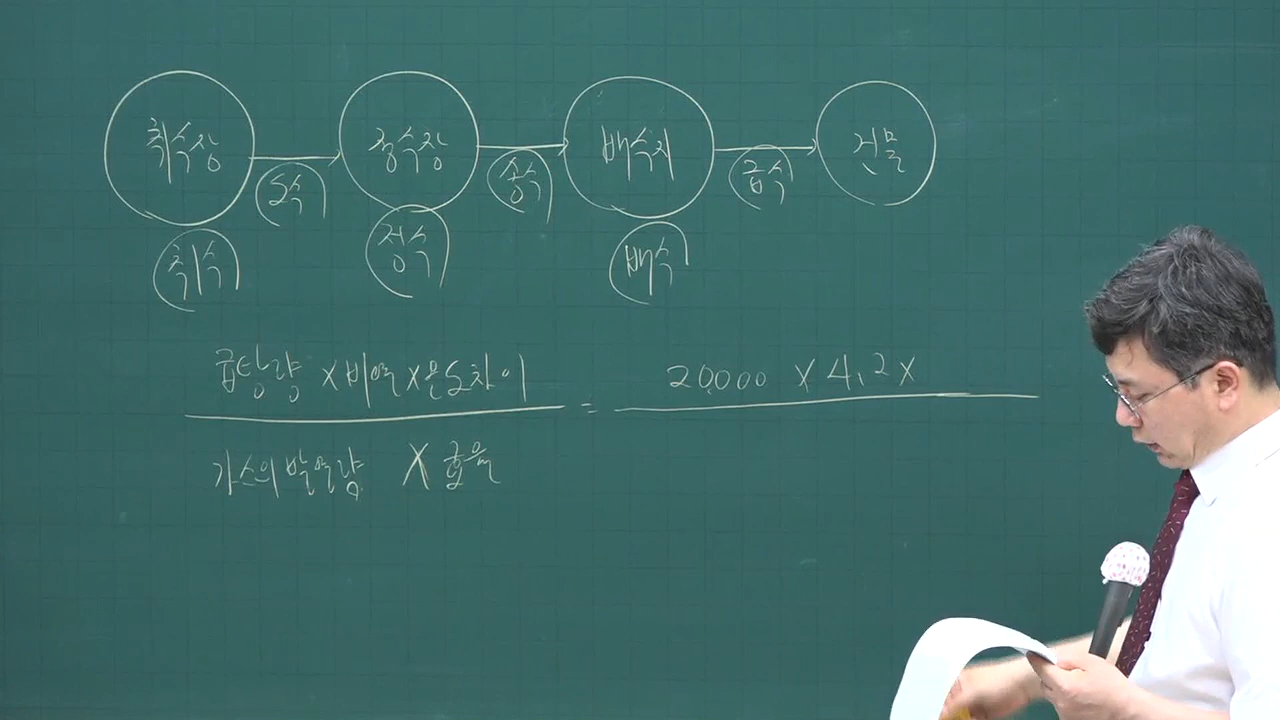 취수장 정수장 배수지 건물
도수 송수 급수
취수 정수 배수
급탕량 X 비열 X 온도차이 = 20,000 X 4.2 X
가스의 발열량 X 효율